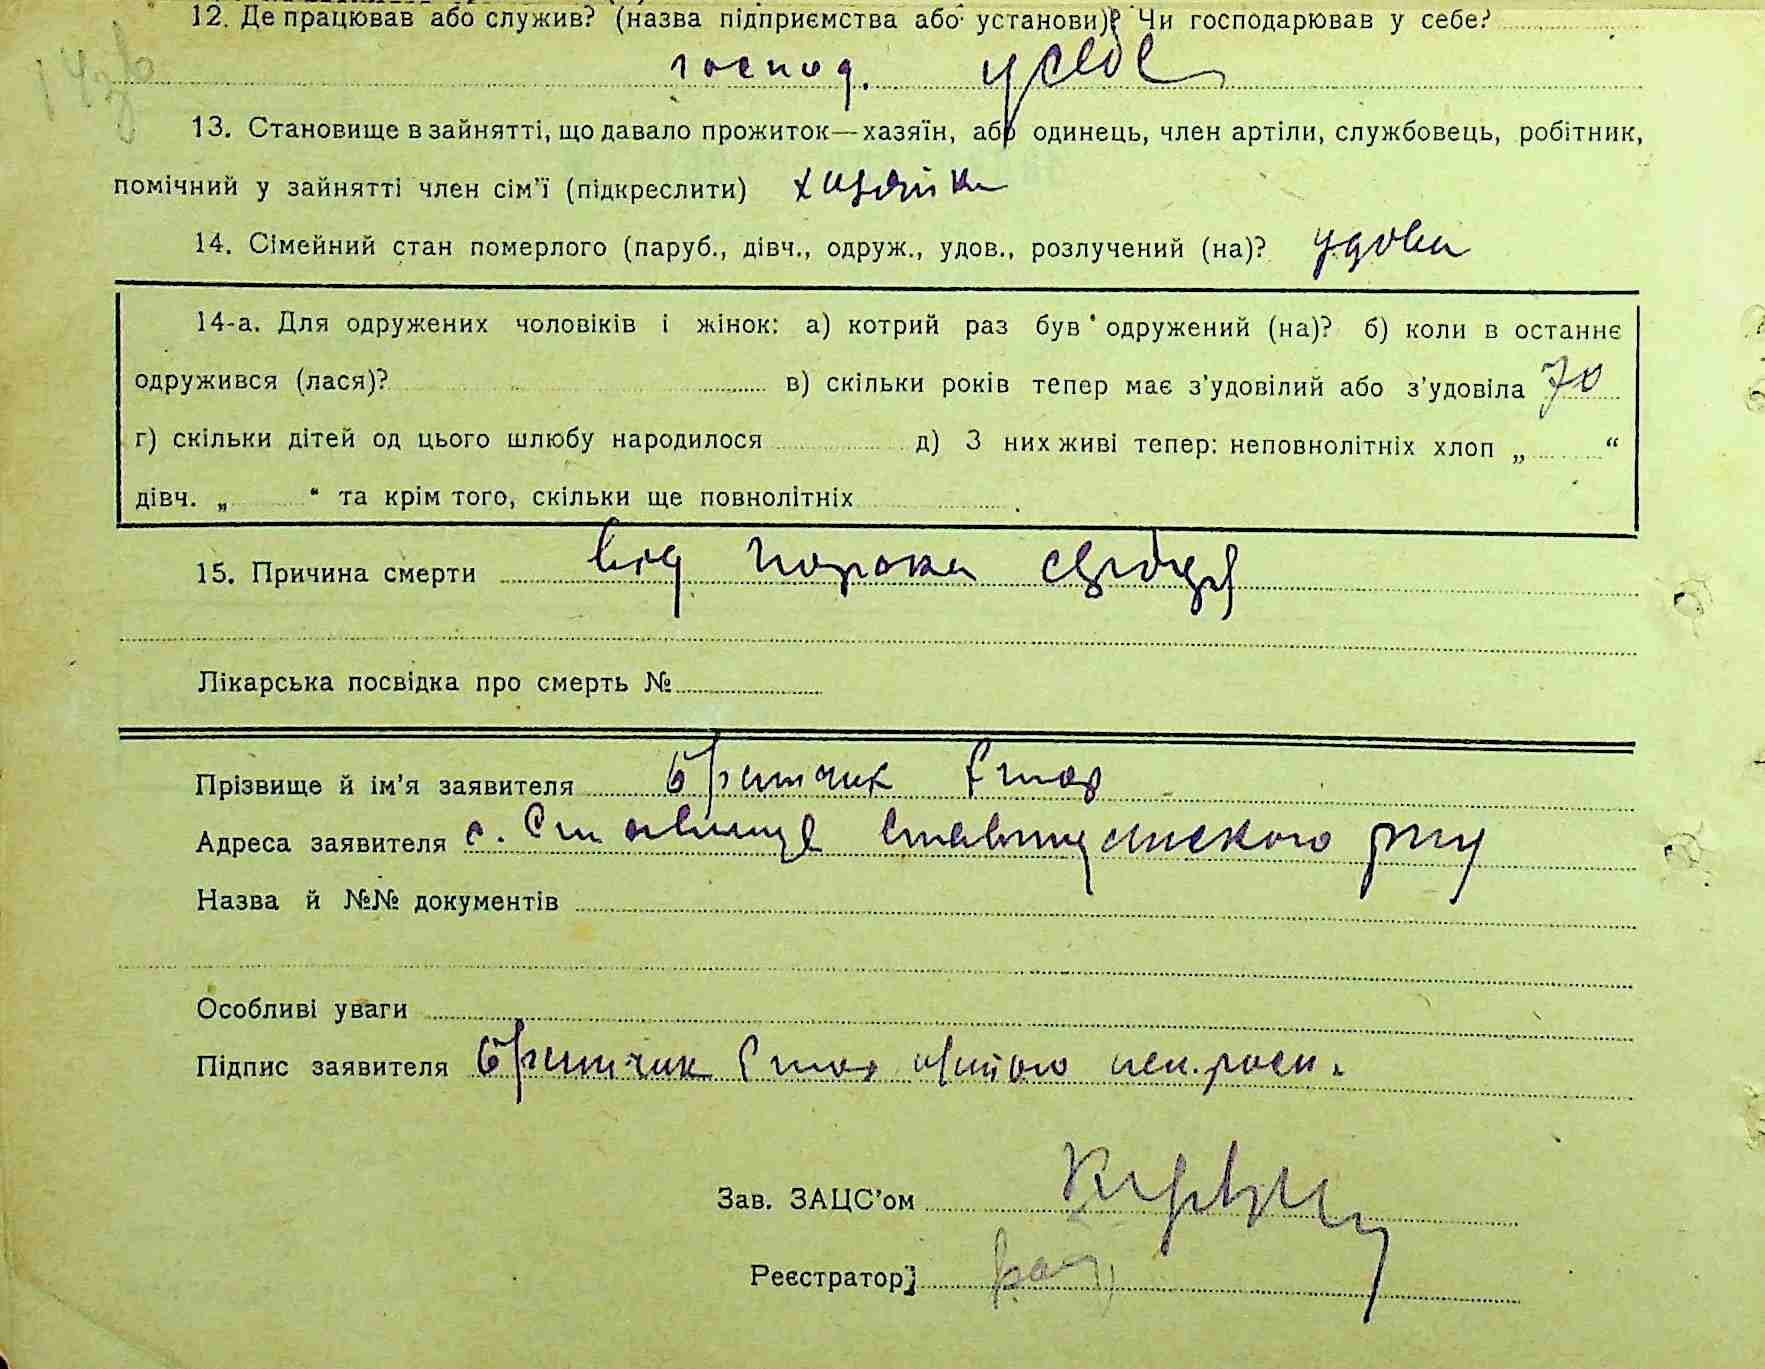 12. Де працював або служив? (назва підприємства або установи)? Чи господарював у себе?
господ. у себе
13. Становище в зайнятті, що давало прожиток—хазяїн, або одинець, член артіли, службовець, робітник,
помічний у зайнятті член сім’ї (підкреслити) хазяйка
14. Сімейний стан померлого (паруб., дівч., одруж., удов., розлучений (на)? удова
14-а. Для одружених чоловіків і жінок: а) котрий раз був одружений (на)? б) коли в останнє
одружився (лася)? в) скільки років тепер має з’удовілий або з’удовіла 70
г) скільки дітей од цього шлюбу народилося д) З них живі тепер: неповнолітніх хлоп „ “
дівч. „ “ та крім того, скільки ще повнолітніх
15. Причина смерти від порока сердця
Лікарська посвідка про смерть №
Прізвище й ім’я заявителя
Адреса заявителя с. Ставище Ставищенского р-ну
Назва й №№ документів
Особливі уваги
Підпис заявителя
Зав. ЗАЦС’ом
Реєстратор